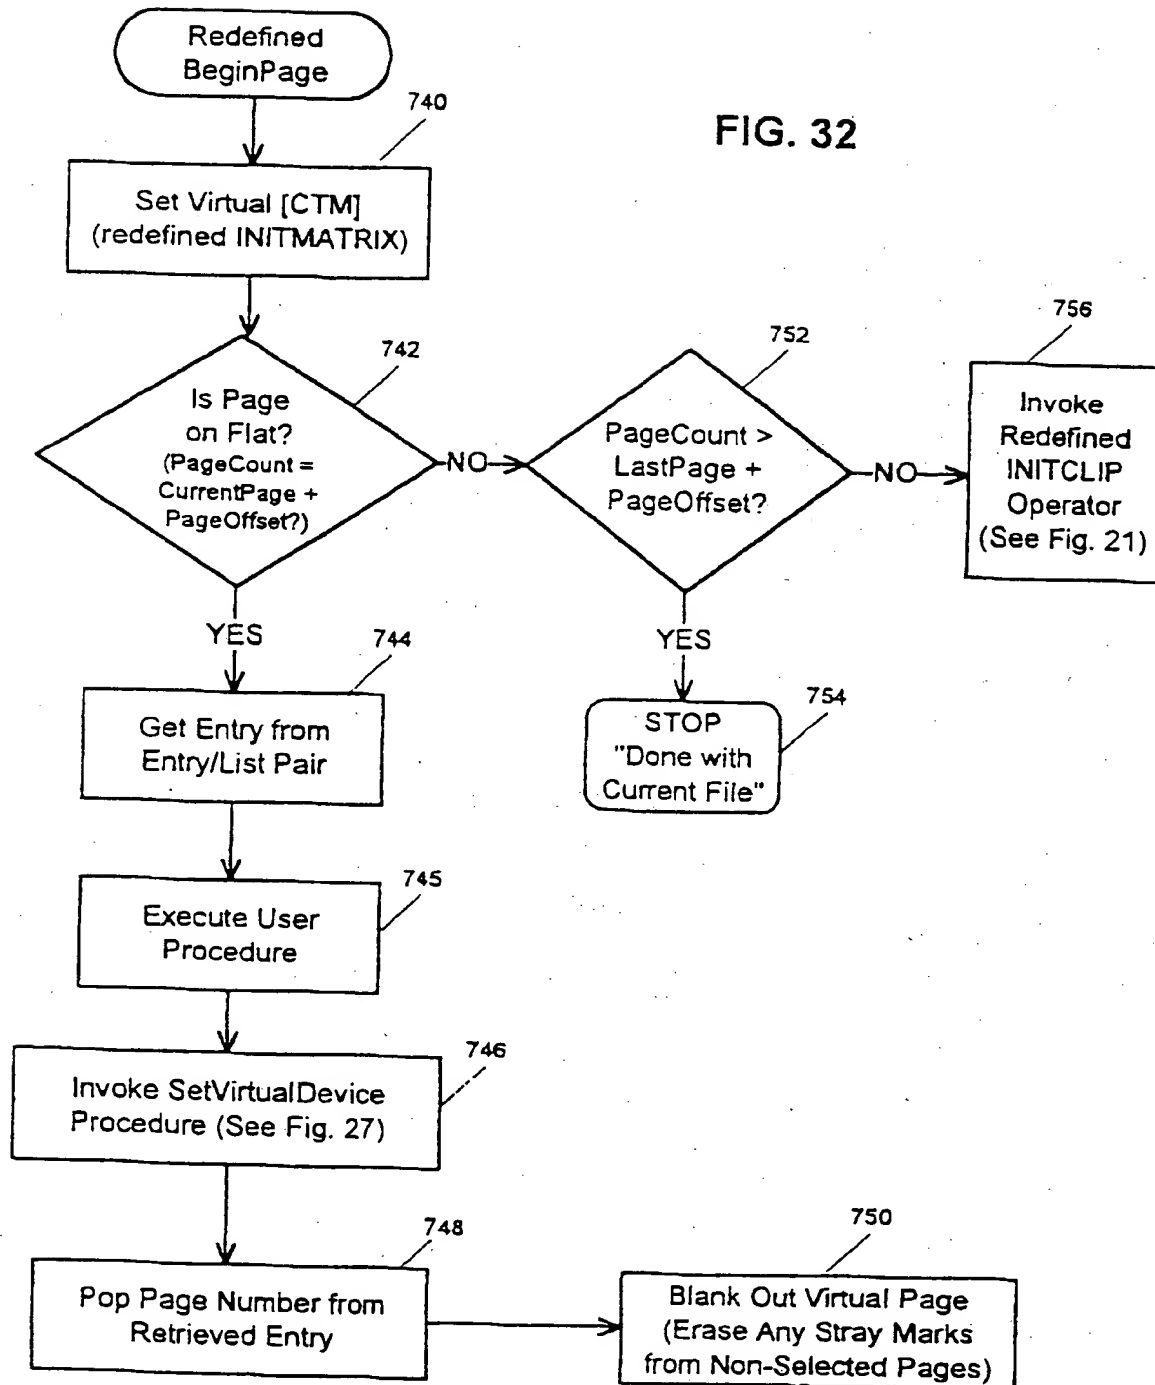 Redefined
BeginPage
740
FIG. 32
Set Virtual [CTM]
(redefined INITMATRIX)
742
Is Page
on Flat?
(PageCount =
CurrentPage +
PageOffset?)
NO
752
PageCount >
LastPage +
PageOffset?
NO
756
Invoke
Redefined
INITCLIP
Operator
(See Fig. 21)
YES
744
Get Entry from
Entry/List Pair
YES
754
STOP
"Done with
Current File"
745
Execute User
Procedure
746
Invoke SetVirtualDevice
Procedure (See Fig. 27)
748
Pop Page Number from
Retrieved Entry
750
Blank Out Virtual Page
(Erase Any Stray Marks
from Non-Selected Pages)